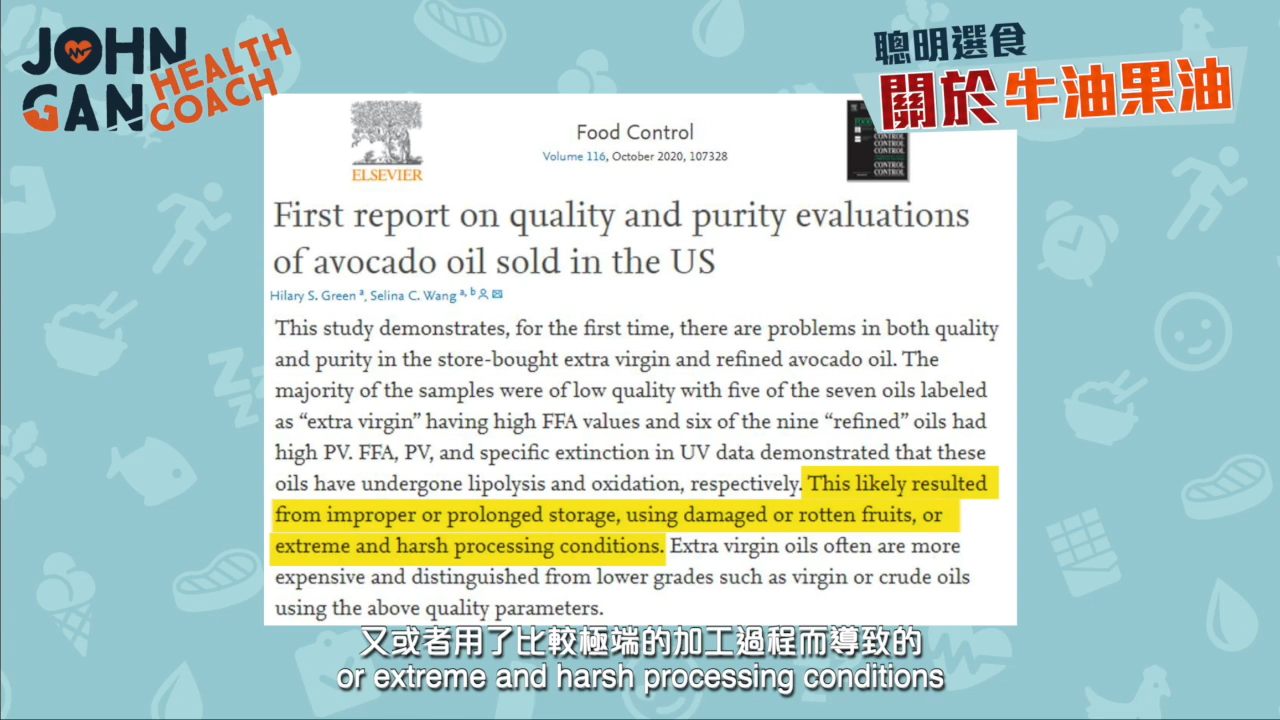 JOHN
GAN
HEALTH
COACH
聰明選食
關於牛油果油
ELSEVIER
Food Control
Volume 116, October 2020, 107328
CONTROL
CONTROL
CONTROL
CONTROL
CONTROL
First report on quality and purity evaluations
of avocado oil sold in the US
Hilary S. Green a, Selina C. Wang a, b
This study demonstrates, for the first time, there are problems in both quality
and purity in the store-bought extra virgin and refined avocado oil. The
majority of the samples were of low quality with five of the seven oils labeled
as “extra virgin” having high FFA values and six of the nine “refined” oils had
high PV. FFA, PV, and specific extinction in UV data demonstrated that these
oils have undergone lipolysis and oxidation, respectively. This likely resulted
from improper or prolonged storage, using damaged or rotten fruits, or
extreme and harsh processing conditions. Extra virgin oils often are more
expensive and distinguished from lower grades such as virgin or crude oils
using the above quality parameters.
又或者用了比較極端的加工過程而導致的
or extreme and harsh processing conditions